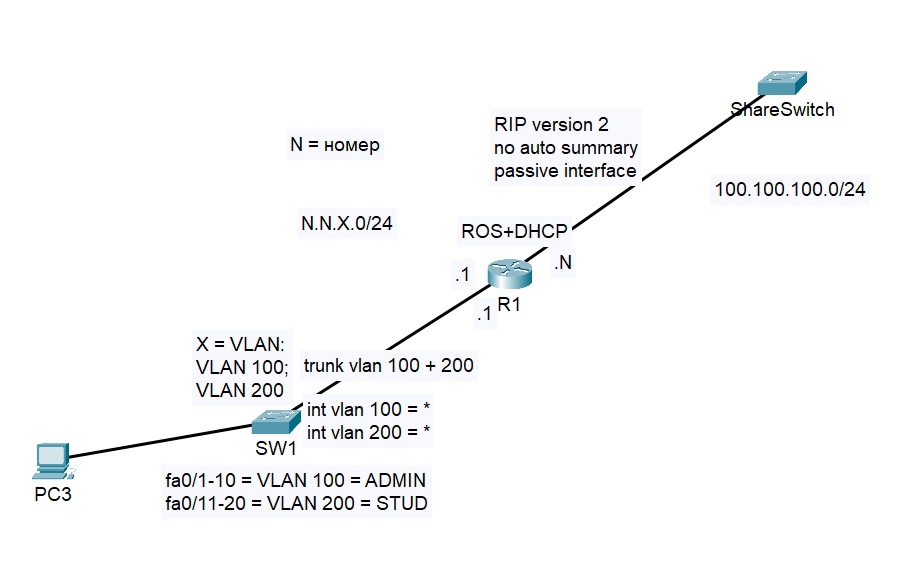 ShareSwitch
RIP version 2
no auto summary
passive interface
N = номер
100.100.100.0/24
N.N.X.0/24
ROS+DHCP
.N
.1
R1
.1
X = VLAN:
VLAN 100;
VLAN 200
trunk vlan 100 + 200
int vlan 100 = *
int vlan 200 = *
SW1
PC3
fa0/1-10 = VLAN 100 = ADMIN
fa0/11-20 = VLAN 200 = STUD